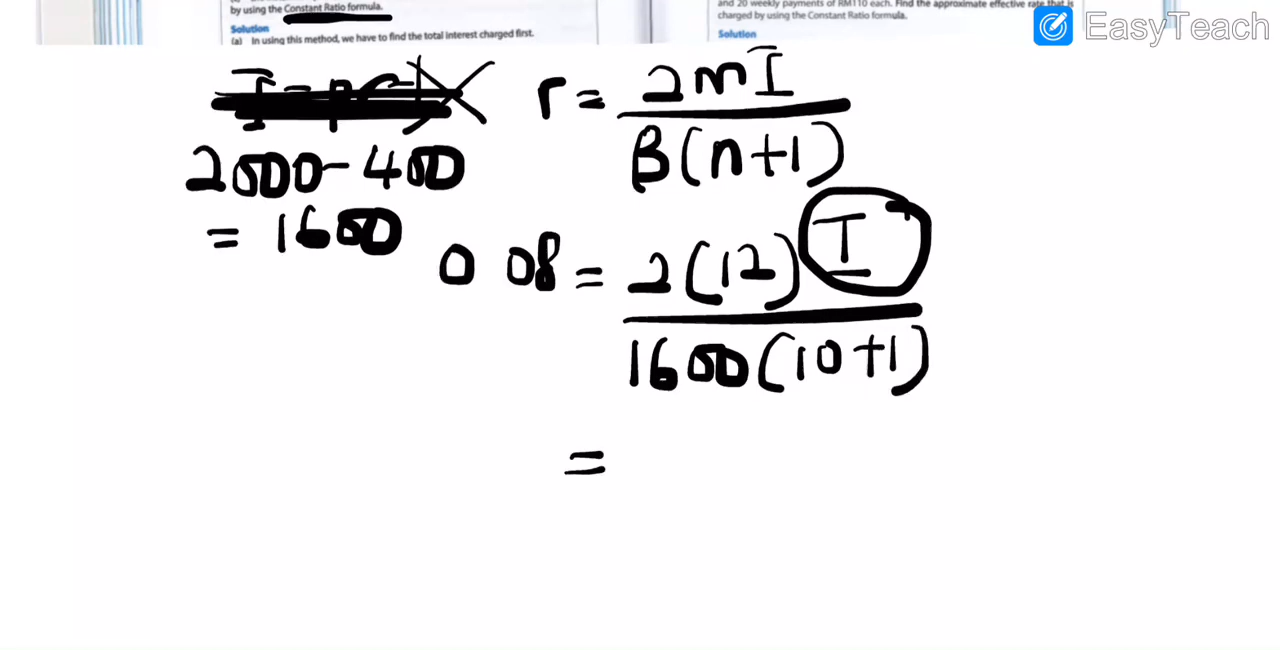 by using the Constant Ratio formula.
Solution
(a) In using this method, we have to find the total interest charged first.
and 20 weekly payments of RM110 each. Find the approximate effective rate that is
charged by using the Constant Ratio formula.
Solution
EasyTeach
r = 2mI / B(n+1)
2000 - 400
= 1600
0 08 = 2(12) I / 1600(10+1)
=